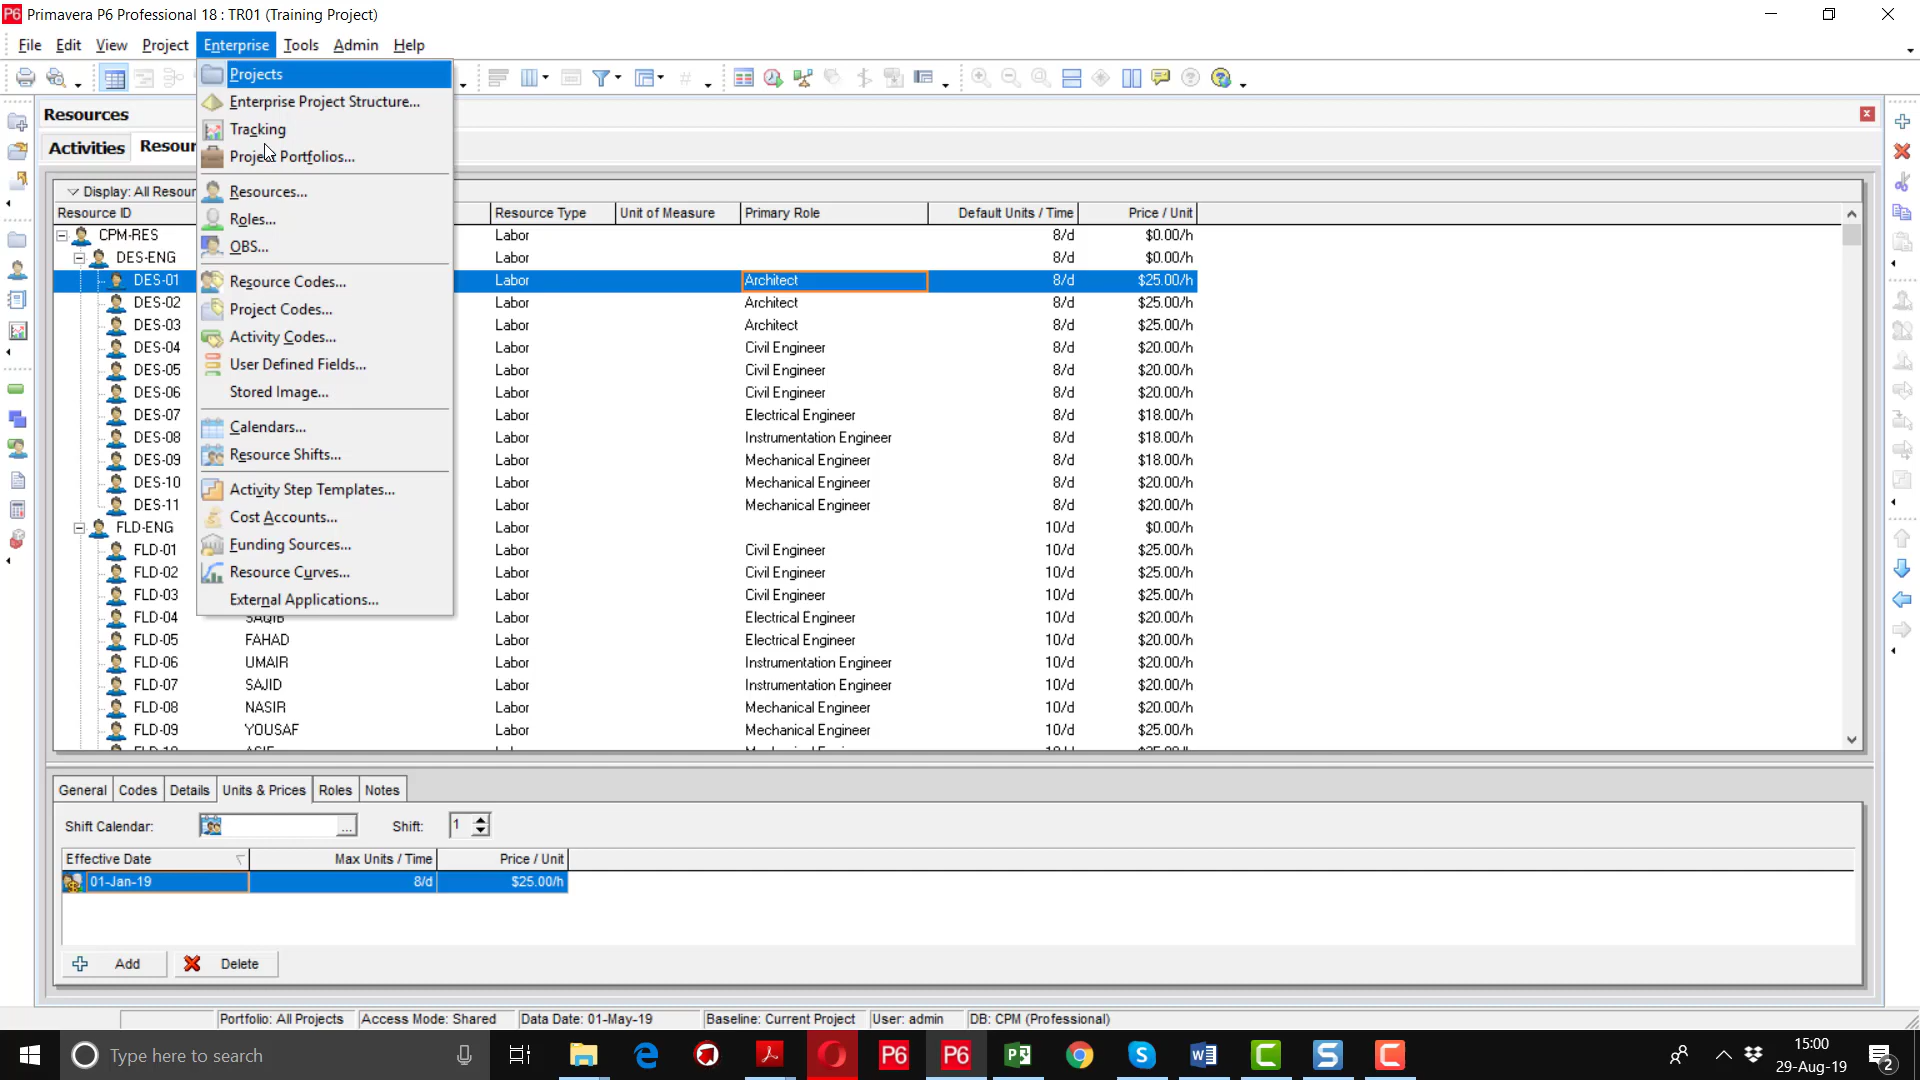 Primavera P6 Professional 18 : TR01 (Training Project)
File Edit View Project Enterprise Tools Admin Help
Projects
Enterprise Project Structure...
Tracking
Project Portfolios...
Resources...
Roles...
OBS...
Resource Codes...
Project Codes...
Activity Codes...
User Defined Fields...
Stored Image...
Calendars...
Resource Shifts...
Activity Step Templates...
Cost Accounts...
Funding Sources...
Resource Curves...
External Applications...
Resources
Activities Resour
Display: All Resour
Resource ID Resource Type Unit of Measure Primary Role Default Units / Time Price / Unit
CPM-RES Labor 8/d $0.00/h
DES-ENG Labor 8/d $0.00/h
DES-01 Labor Architect 8/d $25.00/h
DES-02 Labor Architect 8/d $25.00/h
DES-03 Labor Architect 8/d $25.00/h
DES-04 Labor Civil Engineer 8/d $20.00/h
DES-05 Labor Civil Engineer 8/d $20.00/h
DES-06 Labor Civil Engineer 8/d $20.00/h
DES-07 Labor Electrical Engineer 8/d $18.00/h
DES-08 Labor Instrumentation Engineer 8/d $18.00/h
DES-09 Labor Mechanical Engineer 8/d $18.00/h
DES-10 Labor Mechanical Engineer 8/d $20.00/h
DES-11 Labor Mechanical Engineer 8/d $20.00/h
FLD-ENG Labor 10/d $0.00/h
FLD-01 Labor Civil Engineer 10/d $25.00/h
FLD-02 Labor Civil Engineer 10/d $25.00/h
FLD-03 Labor Civil Engineer 10/d $25.00/h
FLD-04 SAQIB Labor Electrical Engineer 10/d $20.00/h
FLD-05 FAHAD Labor Electrical Engineer 10/d $20.00/h
FLD-06 UMAIR Labor Instrumentation Engineer 10/d $20.00/h
FLD-07 SAJID Labor Instrumentation Engineer 10/d $20.00/h
FLD-08 NASIR Labor Mechanical Engineer 10/d $20.00/h
FLD-09 YOUSAF Labor Mechanical Engineer 10/d $25.00/h
General Codes Details Units & Prices Roles Notes
Shift Calendar: ... Shift: 1
Effective Date Max Units / Time Price / Unit
01-Jan-19 8/d $25.00/h
Add Delete
Portfolio: All Projects Access Mode: Shared Data Date: 01-May-19 Baseline: Current Project User: admin DB: CPM (Professional)
Type here to search
15:00
29-Aug-19
2